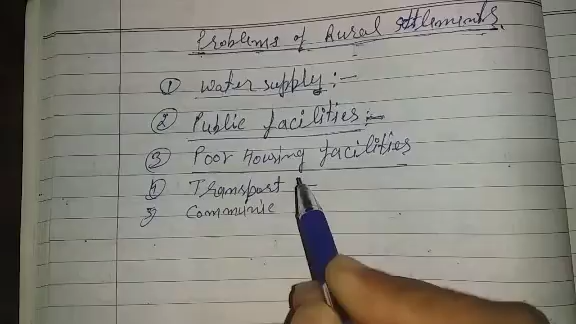 Problems of Rural Settlements
① Water supply :-
② Public facilities :-
③ Poor Housing facilities
④ Transport
5 Communic